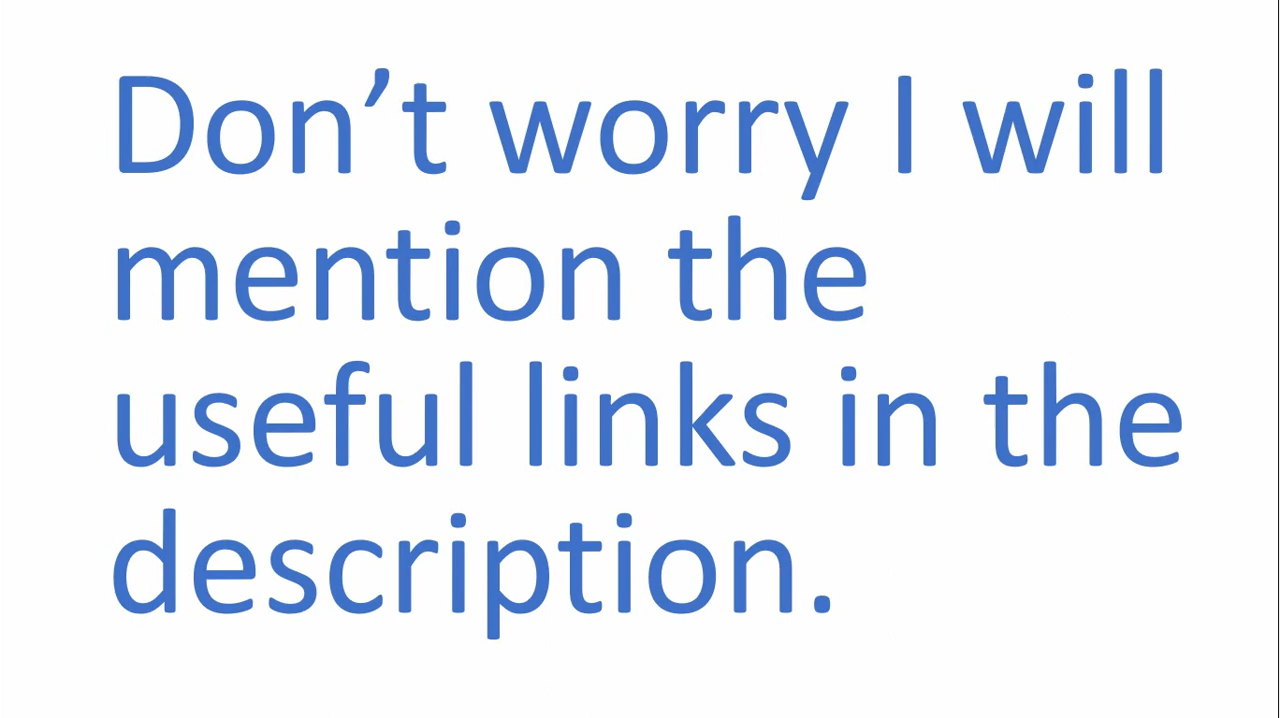 Don’t worry I will
mention the
useful links in the
description.